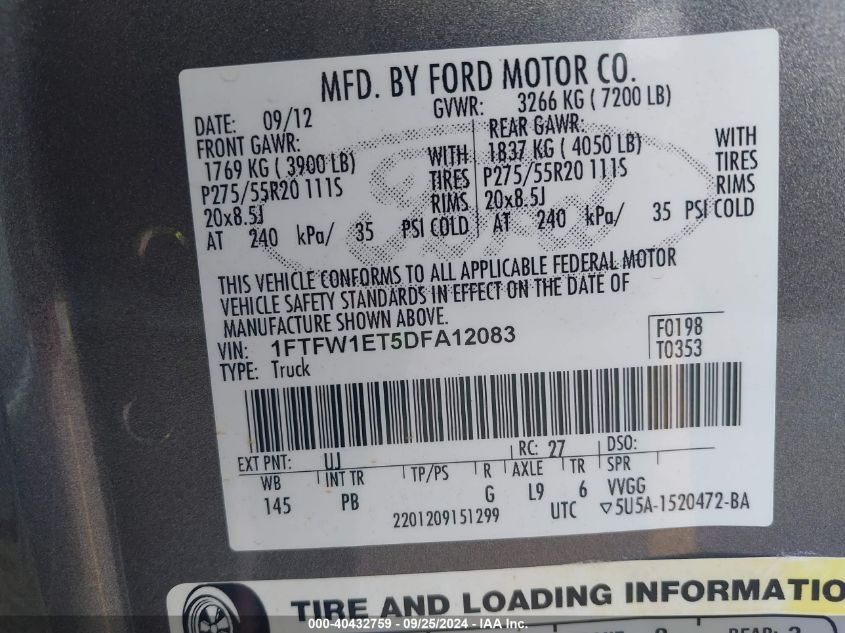 MFD. BY FORD MOTOR CO.
DATE: 09/12 GVWR: 3266 KG ( 7200 LB)
FRONT GAWR: REAR GAWR:
1769 KG ( 3900 LB) WITH 1837 KG ( 4050 LB) WITH
P275/55R20 111S TIRES P275/55R20 111S TIRES
20x8.5J RIMS 20x8.5J RIMS
AT 240 kPa/ 35 PSI COLD AT 240 kPa/ 35 PSI COLD
THIS VEHICLE CONFORMS TO ALL APPLICABLE FEDERAL MOTOR
VEHICLE SAFETY STANDARDS IN EFFECT ON THE DATE OF
MANUFACTURE SHOWN ABOVE.
VIN: 1FTFW1ET5DFA12083 F0198
TYPE: Truck T0353
EXT PNT: UJ RC: 27 DSO:
WB INT TR TP/PS R AXLE TR SPR
145 PB G L9 6 VVGG
2201209151299 UTC ▽5U5A-1520472-BA
TIRE AND LOADING INFORMATIO
000-40432759 - 09/25/2024 - IAA Inc.